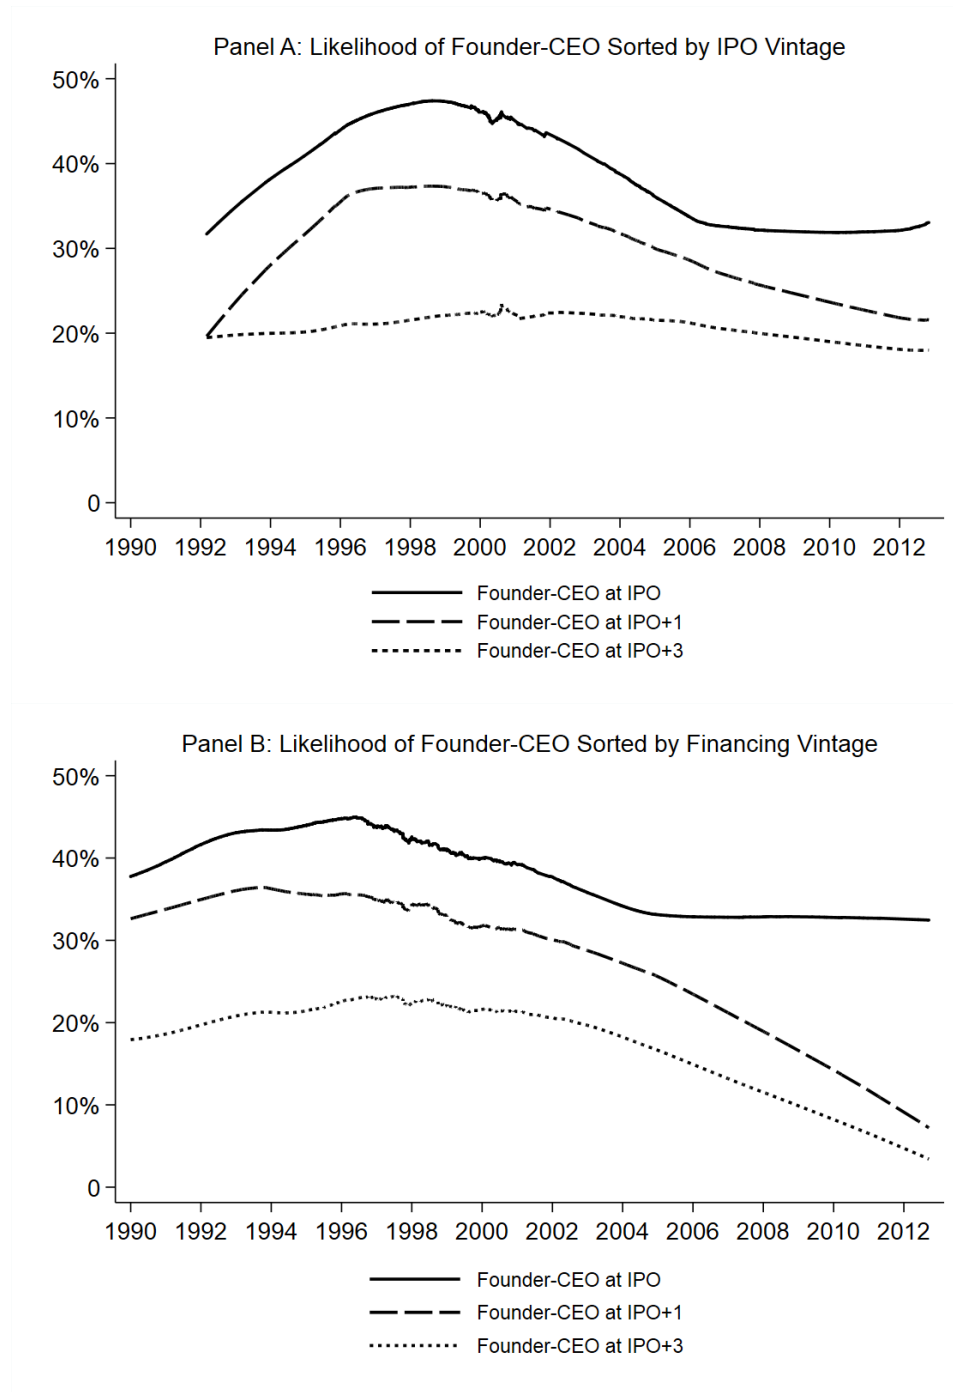 Panel A: Likelihood of Founder-CEO Sorted by IPO Vintage
50%
40%
30%
20%
10%
0
1990 1992 1994 1996 1998 2000 2002 2004 2006 2008 2010 2012
Founder-CEO at IPO
Founder-CEO at IPO+1
Founder-CEO at IPO+3
Panel B: Likelihood of Founder-CEO Sorted by Financing Vintage
50%
40%
30%
20%
10%
0
1990 1992 1994 1996 1998 2000 2002 2004 2006 2008 2010 2012
Founder-CEO at IPO
Founder-CEO at IPO+1
Founder-CEO at IPO+3